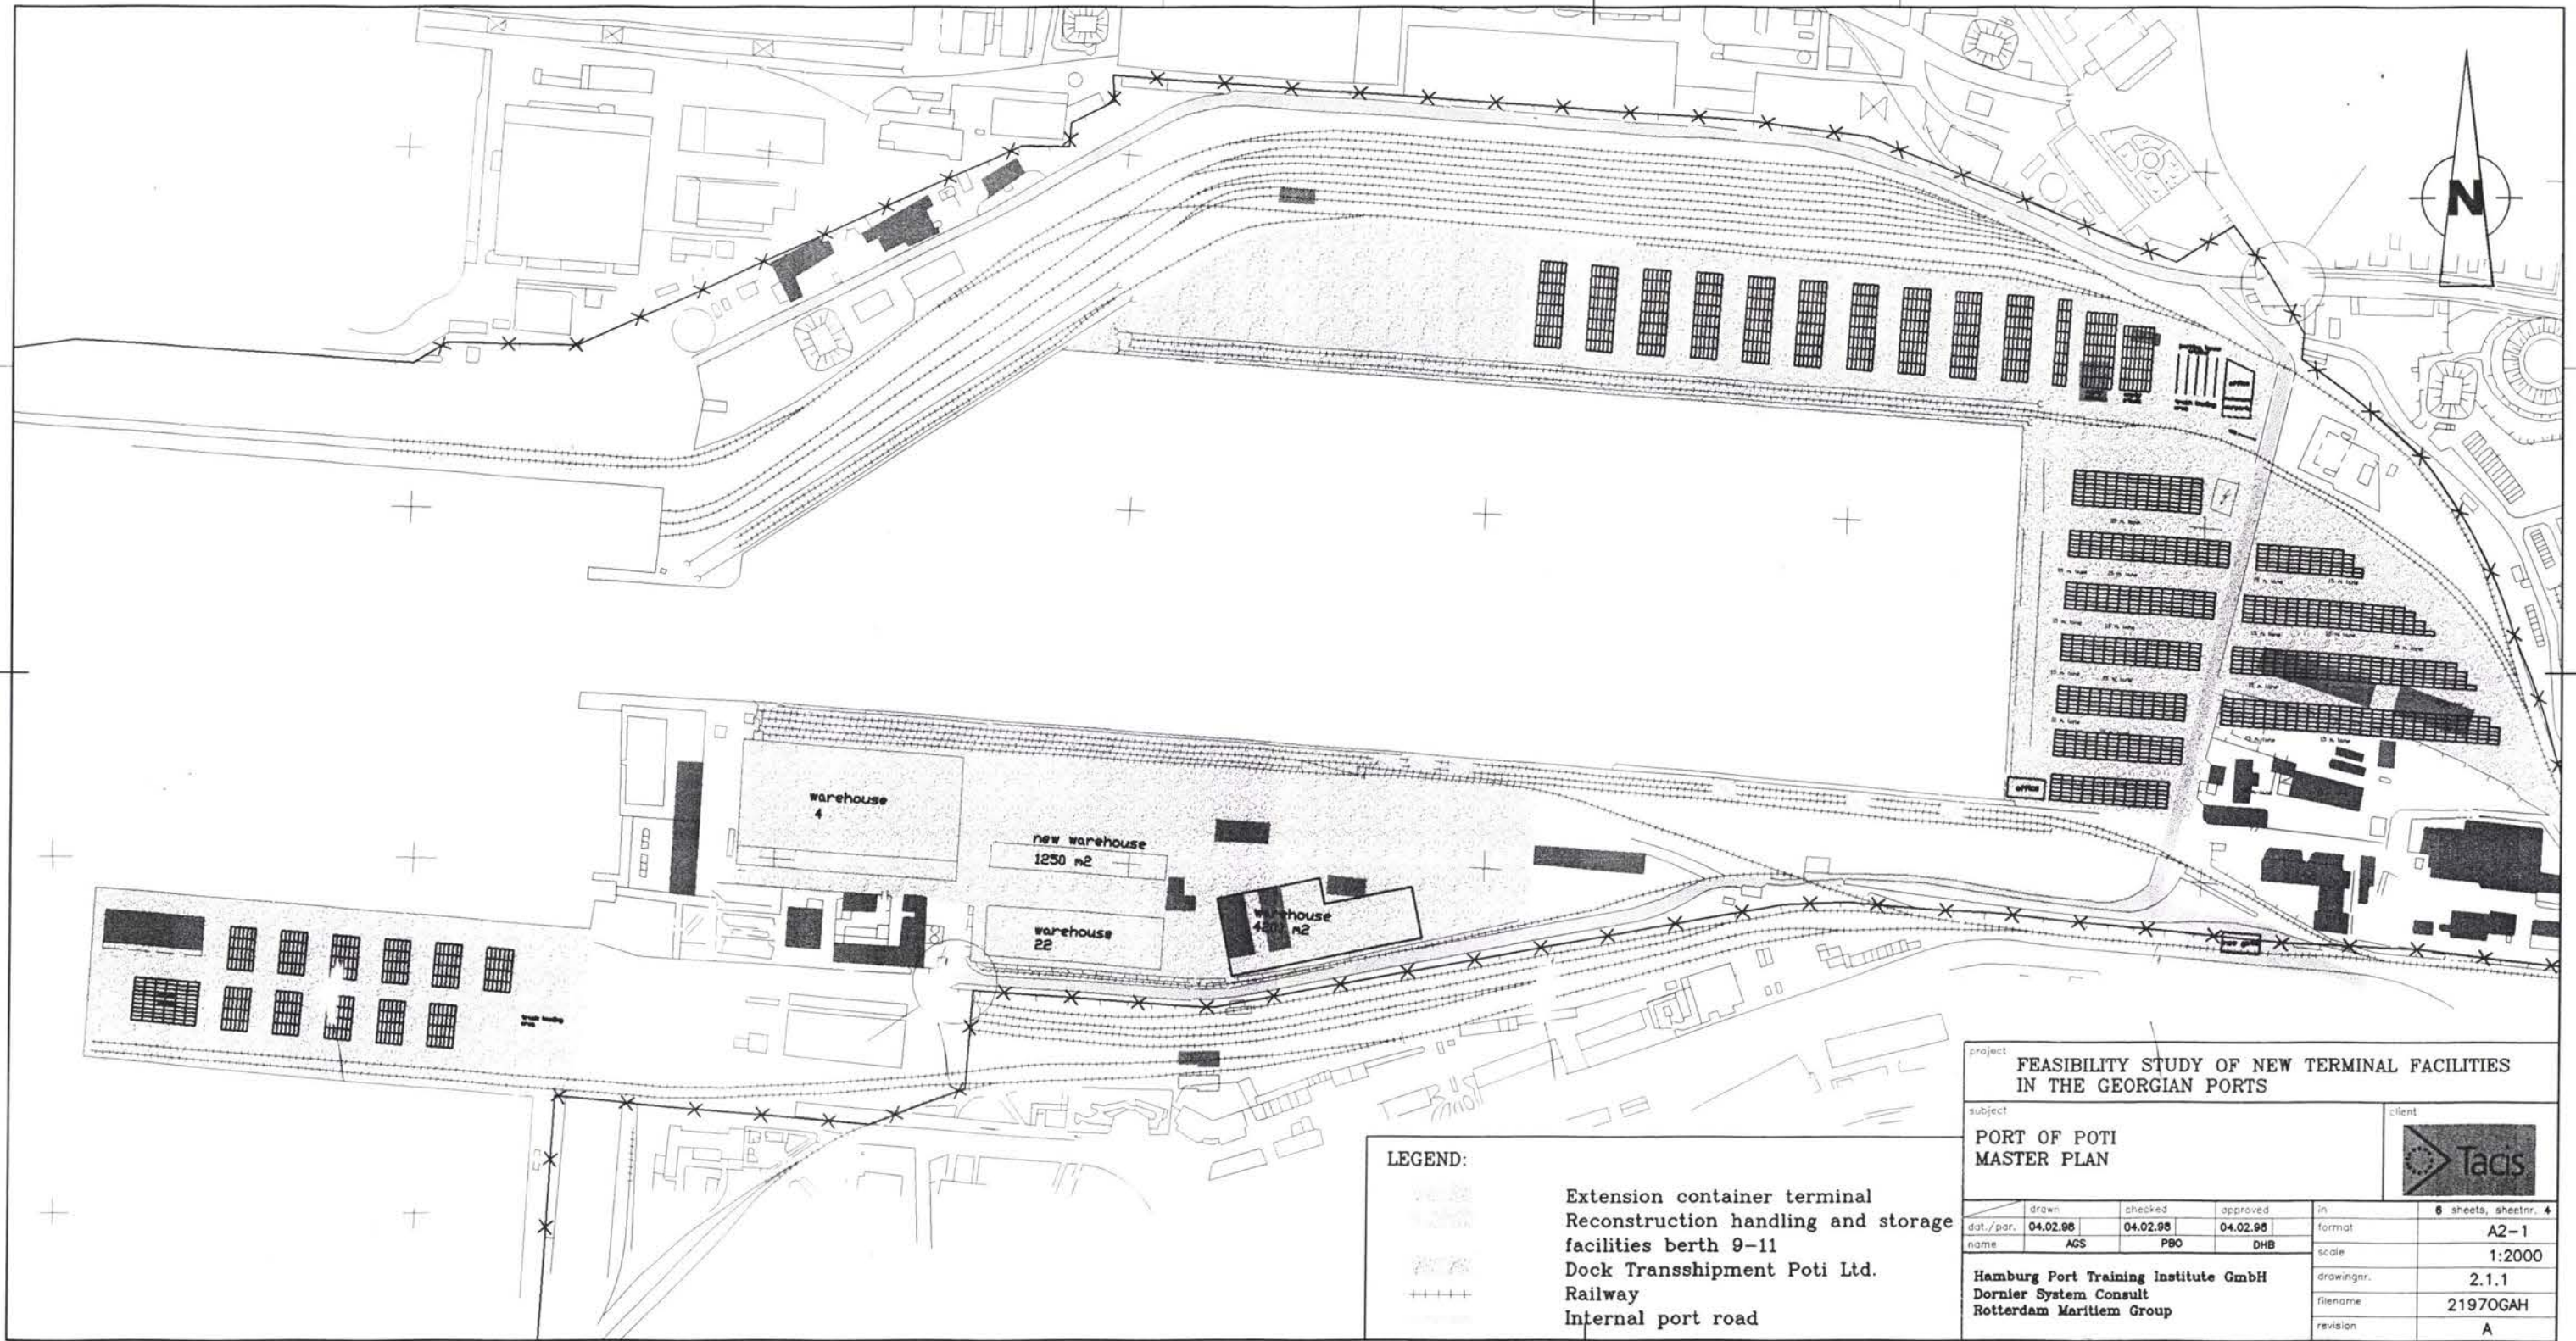 N
office
warehouse
4
new warehouse
1250 m2
warehouse
22
warehouse
office
truck loading
area
LEGEND:
Extension container terminal
Reconstruction handling and storage
facilities berth 9-11
Dock Transshipment Poti Ltd.
Railway
Internal port road
project
FEASIBILITY STUDY OF NEW TERMINAL FACILITIES
IN THE GEORGIAN PORTS
subject
PORT OF POTI
MASTER PLAN
client
Tacis
drawn checked approved
dat./par. 04.02.98 04.02.98 04.02.98
name AGS PBO DHB
in 6 sheets, sheetnr. 4
format A2-1
scale 1:2000
drawingnr. 2.1.1
filename 21970GAH
revision A
Hamburg Port Training Institute GmbH
Dornier System Consult
Rotterdam Maritiem Group